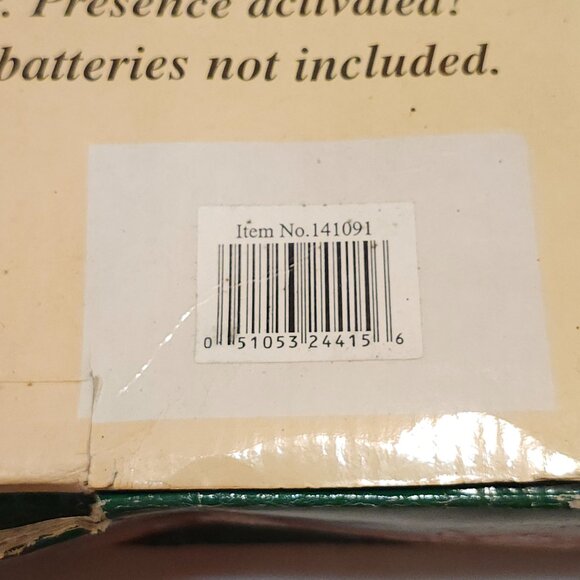 Presence activated!
batteries not included.
Item No.141091
0 51053 24415 6